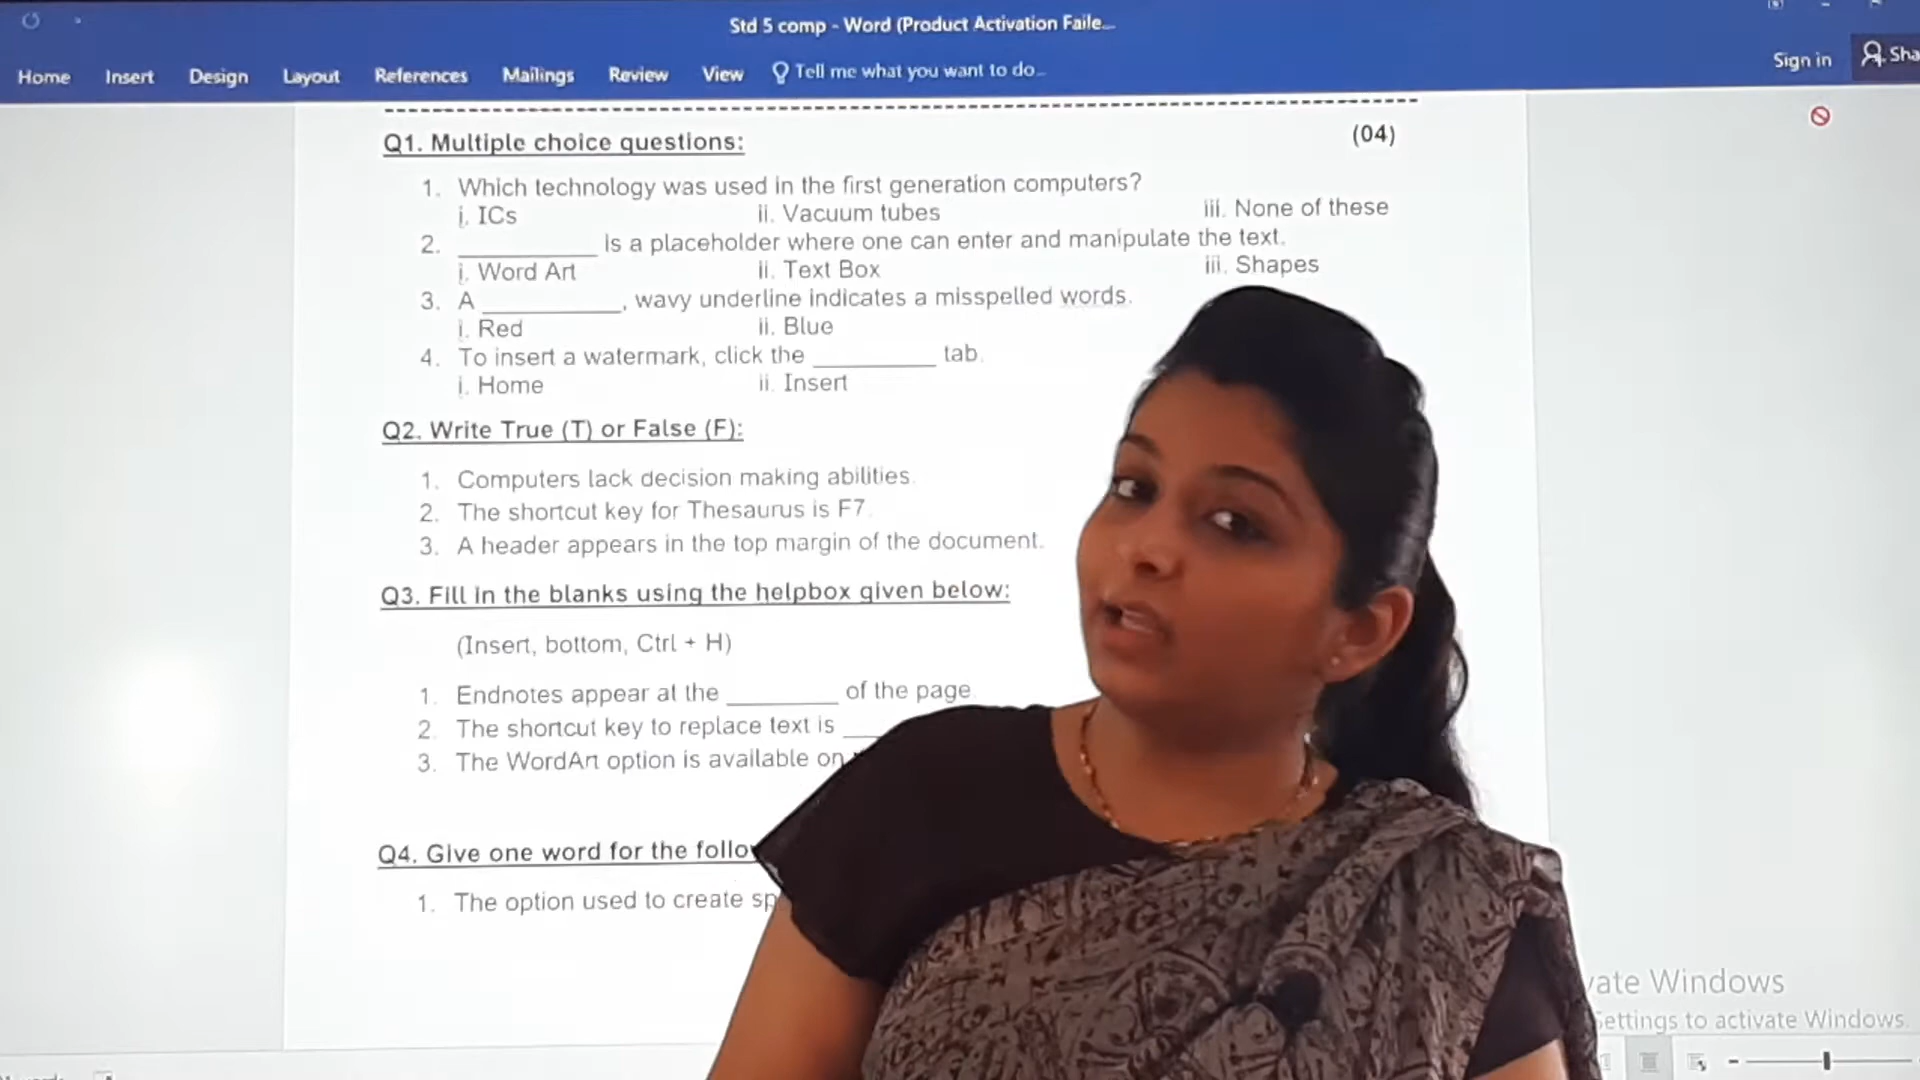 Std 5 comp - Word (Product Activation Faile...
Sign in Sha
Home Insert Design Layout References Mailings Review View Tell me what you want to do...
Q1. Multiple choice questions: (04)
1. Which technology was used in the first generation computers?
i. ICs ii. Vacuum tubes iii. None of these
2. __________ is a placeholder where one can enter and manipulate the text.
i. Word Art ii. Text Box iii. Shapes
3. A __________, wavy underline indicates a misspelled words.
i. Red ii. Blue
4. To insert a watermark, click the _________ tab.
i. Home ii. Insert
Q2. Write True (T) or False (F):
1. Computers lack decision making abilities.
2. The shortcut key for Thesaurus is F7.
3. A header appears in the top margin of the document.
Q3. Fill in the blanks using the helpbox given below:
(Insert, bottom, Ctrl + H)
1. Endnotes appear at the ________ of the page.
2. The shortcut key to replace text is ___
3. The WordArt option is available on
Q4. Give one word for the follo
1. The option used to create sp
vate Windows
Settings to activate Windows.